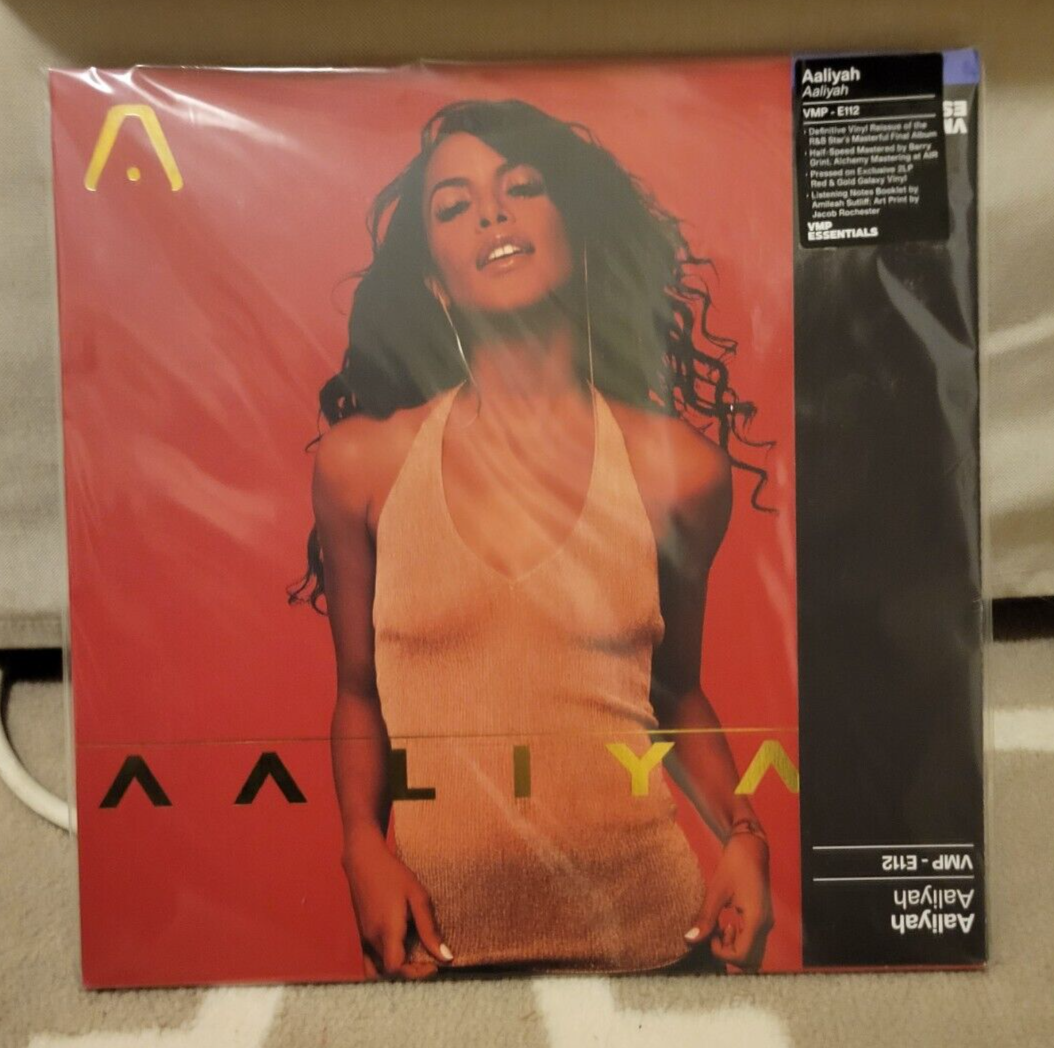 A
Aaliyah
Aaliyah
VMP - E112
· Definitive Vinyl Reissue of the
R&B Star's Masterful Final Album
· Half-Speed Mastered by Barry
Grint, Alchemy Mastering at AIR
· Pressed on Exclusive 2LP
Red & Gold Galaxy Vinyl
· Listening Notes Booklet by
Amileah Sutliff; Art Print by
Jacob Rochester
VMP
ESSENTIALS
VM
ES
AALIYA
VMP - E112
Aaliyah
Aaliyah